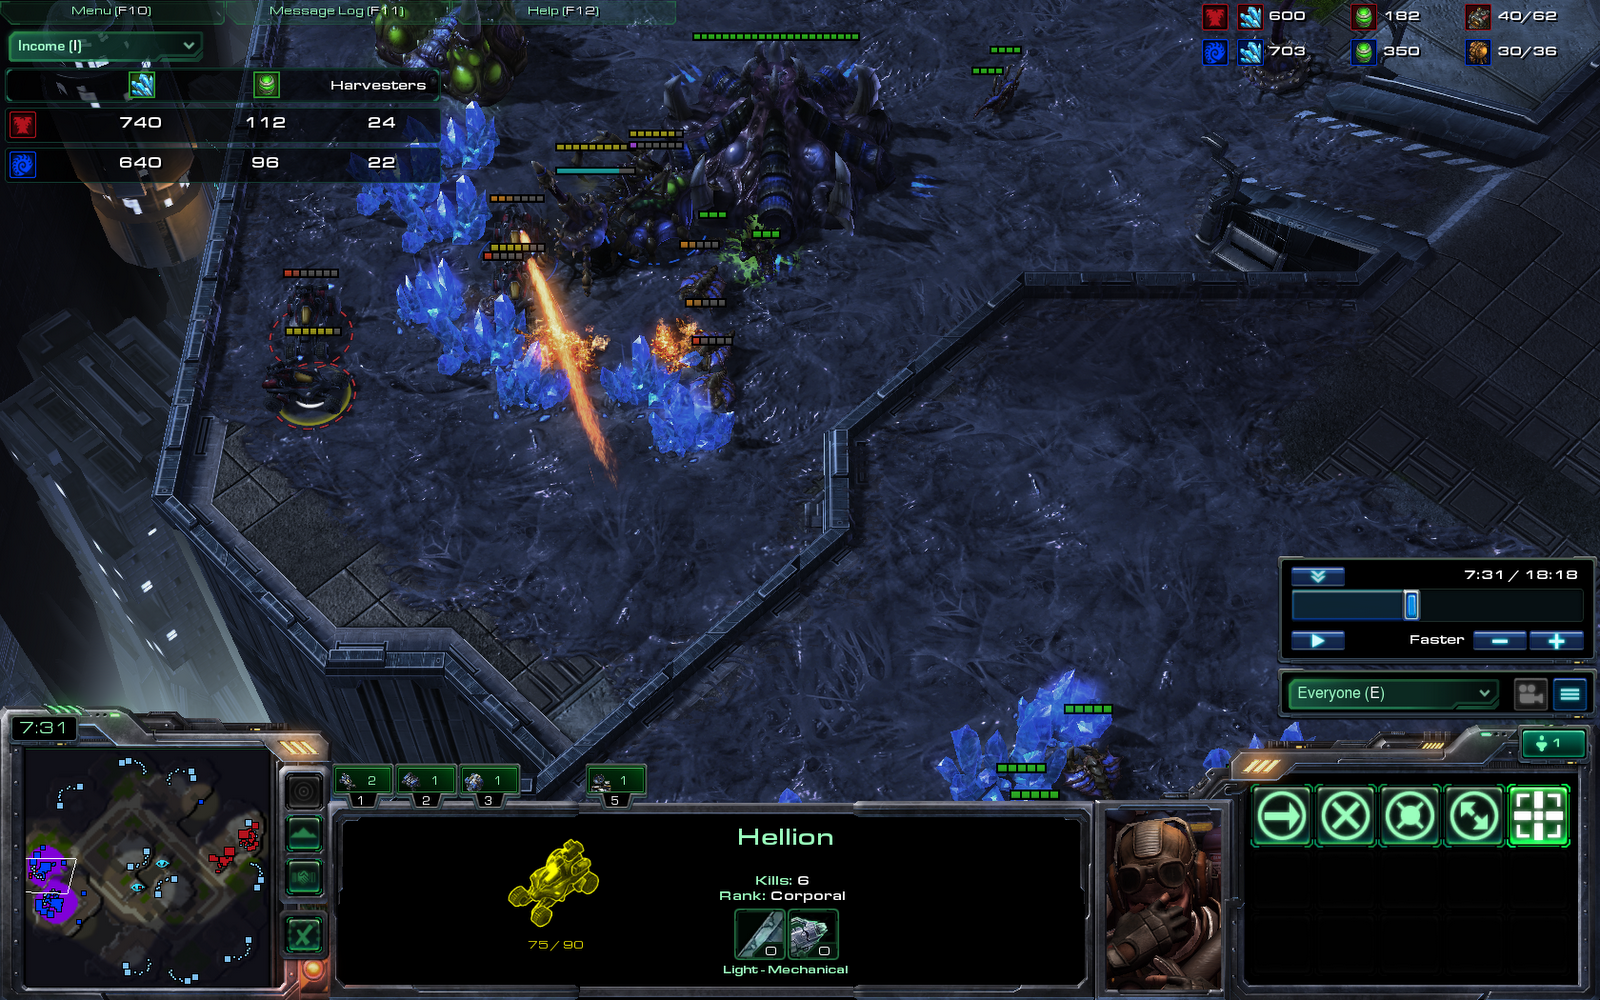 Menu (F10) Message Log (F11) Help (F12)
600 182 40/62
Income (I)
703 350 30/36
Harvesters
740 112 24
640 96 22
7:31 / 18:18
Faster
Everyone (E)
7:31
1
2 1 1 1
1 2 3 5
Hellion
Kills: 6
Rank: Corporal
75/90
0 0
Light - Mechanical